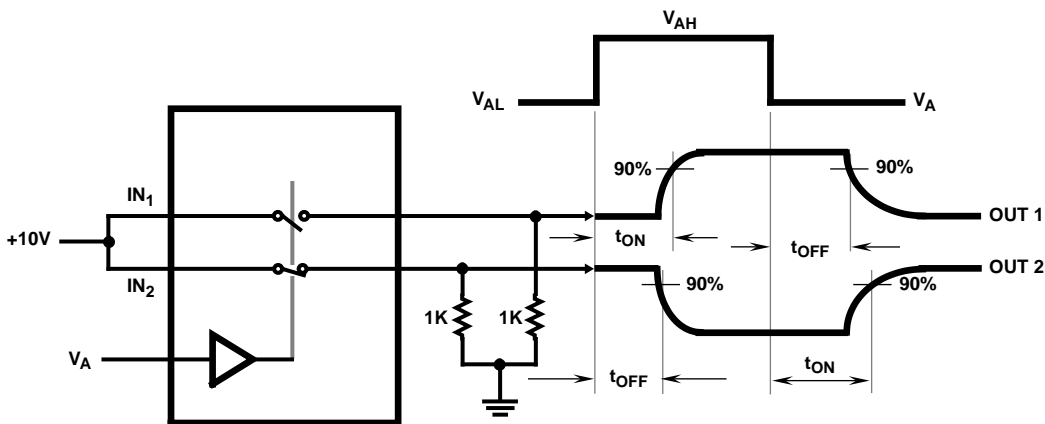 V_AH
V_AL
V_A
90%
90%
IN_1
OUT 1
+10V
t_ON
t_OFF
OUT 2
IN_2
90%
90%
1K
1K
V_A
t_OFF
t_ON